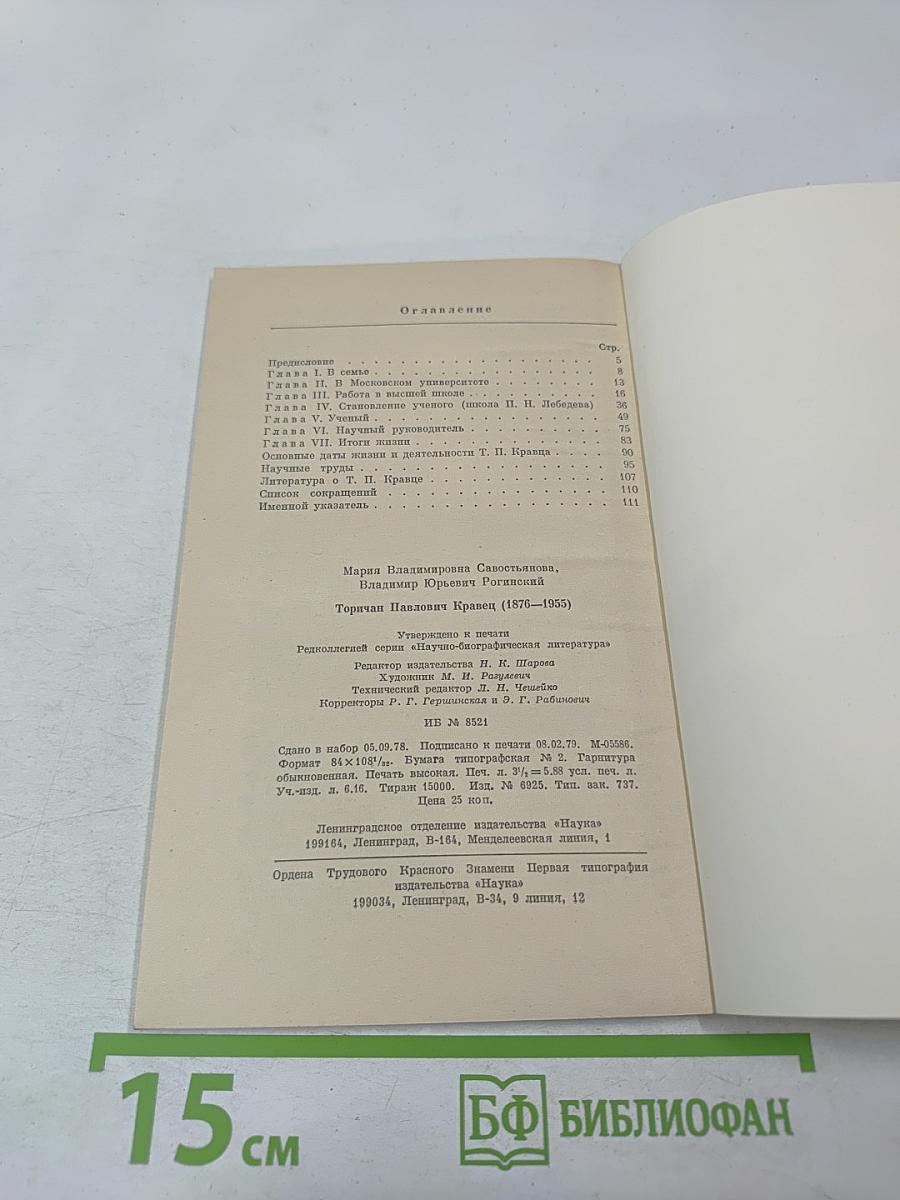 Оглавление
Стр.
Предисловие . . . . . . . . . . . . . . . . . . 5
Глава I. В семье . . . . . . . . . . . . . . . . 8
Глава II. В Московском университете . . . . . . . . 13
Глава III. Работа в высшей школе . . . . . . . . . 16
Глава IV. Становление ученого (школа П. Н. Лебедева) 36
Глава V. Ученый . . . . . . . . . . . . . . . . 49
Глава VI. Научный руководитель . . . . . . . . . . 75
Глава VII. Итоги жизни . . . . . . . . . . . . . 83
Основные даты жизни и деятельности Т. П. Кравца . . . . 90
Научные труды . . . . . . . . . . . . . . . . . 95
Литература о Т. П. Кравце . . . . . . . . . . . . 107
Список сокращений . . . . . . . . . . . . . . . 110
Именной указатель . . . . . . . . . . . . . . . 111
Мария Владимировна Савостьянова,
Владимир Юрьевич Рогинский
Торичан Павлович Кравец (1876—1955)
Утверждено к печати
Редколлегией серии «Научно-биографическая литература»
Редактор издательства Н. К. Шарова
Художник М. И. Разулевич
Технический редактор Л. Н. Чешейко
Корректоры Р. Г. Гершинская и Э. Г. Рабинович
ИБ № 8521
Сдано в набор 05.09.78. Подписано к печати 08.02.79. М-05586.
Формат 84×108¹/₃₂. Бумага типографская № 2. Гарнитура
обыкновенная. Печать высокая. Печ. л. 3¹/₂=5.88 усл. печ. л.
Уч.-изд. л. 6.16. Тираж 15000. Изд. № 6925. Тип. зак. 737.
Цена 25 коп.
Ленинградское отделение издательства «Наука»
199164, Ленинград, В-164, Менделеевская линия, 1
Ордена Трудового Красного Знамени Первая типография
издательства «Наука»
199034, Ленинград, В-34, 9 линия, 12
15 см
БФ БИБЛИОФАН